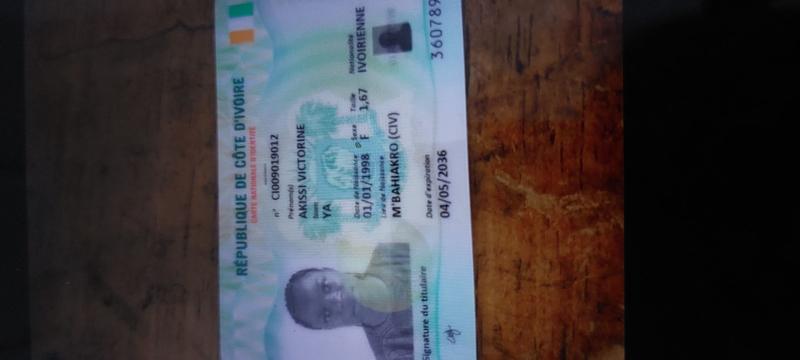 RÉPUBLIQUE DE CÔTE D'IVOIRE
CARTE NATIONALE D'IDENTITÉ
n° CI009019012
Prénom(s)
AKISSI VICTORINE
Nom
YA
Date de Naissance Sexe Taille Nationalité
01/01/1998 F 1,67 IVOIRIENNE
Lieu de Naissance
M'BAHIAKRO (CIV)
Date d'expiration
04/05/2036
360789
Signature du titulaire